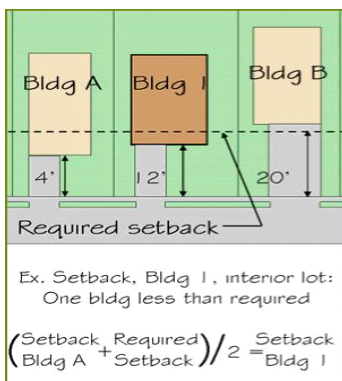 Bldg A Bldg 1 Bldg B
4' 12' 20'
Required setback
Ex. Setback, Bldg 1, interior lot:
One bldg less than required
(Setback Bldg A + Required Setback)/2 = Setback Bldg 1